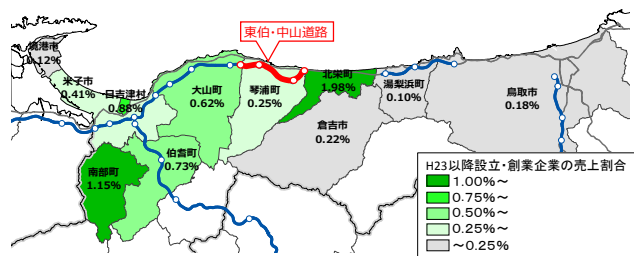 東伯・中山道路
境港市
0.12%
米子市
0.41%
日吉津村
0.88%
大山町
0.62%
琴浦町
0.25%
北栄町
1.98%
湯梨浜町
0.10%
鳥取市
0.18%
倉吉市
0.22%
伯耆町
0.73%
南部町
1.15%
H23以降設立・創業企業の売上割合
1.00%～
0.75%～
0.50%～
0.25%～
～0.25%